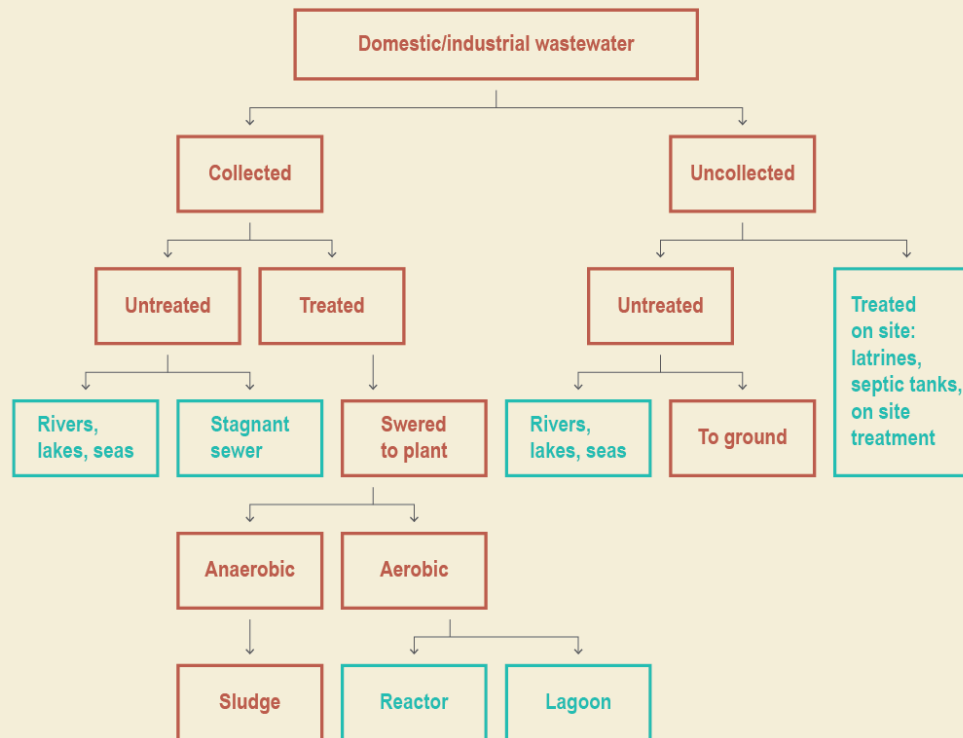 Domestic/industrial wastewater
Collected
Uncollected
Untreated
Treated
Untreated
Treated
on site:
latrines,
septic tanks,
on site
treatment
Rivers,
lakes, seas
Stagnant
sewer
Swered
to plant
Rivers,
lakes, seas
To ground
Anaerobic
Aerobic
Sludge
Reactor
Lagoon